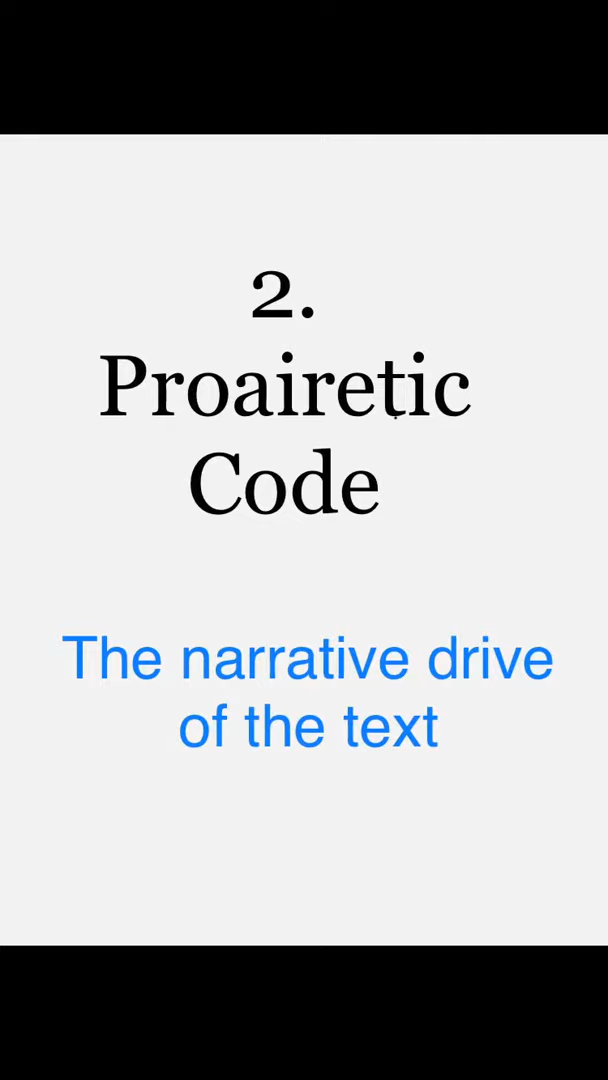 2.
Proairetic
Code
The narrative drive
of the text